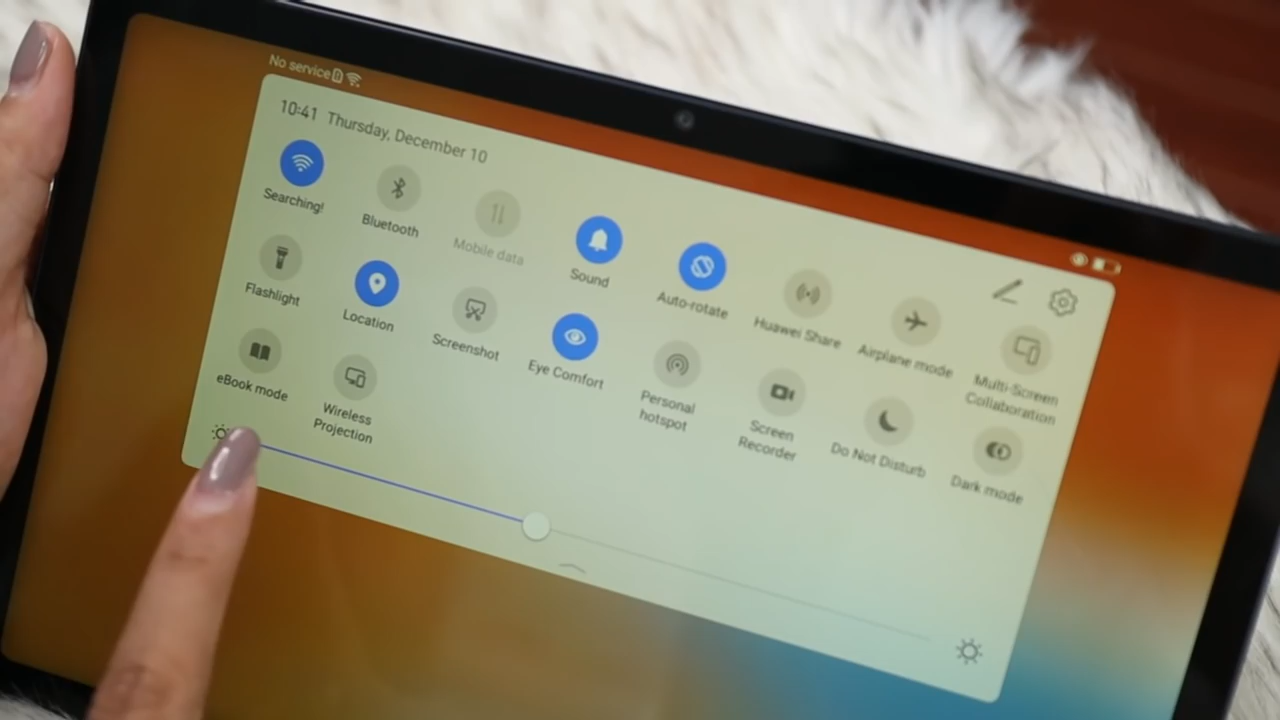 No service
10:41 Thursday, December 10
Searching!
Bluetooth
Mobile data
Sound
Auto-rotate
Huawei Share
Airplane mode
Multi-Screen
Collaboration
Flashlight
Location
Screenshot
Eye Comfort
Personal
hotspot
Screen
Recorder
Do Not Disturb
Dark mode
eBook mode
Wireless
Projection